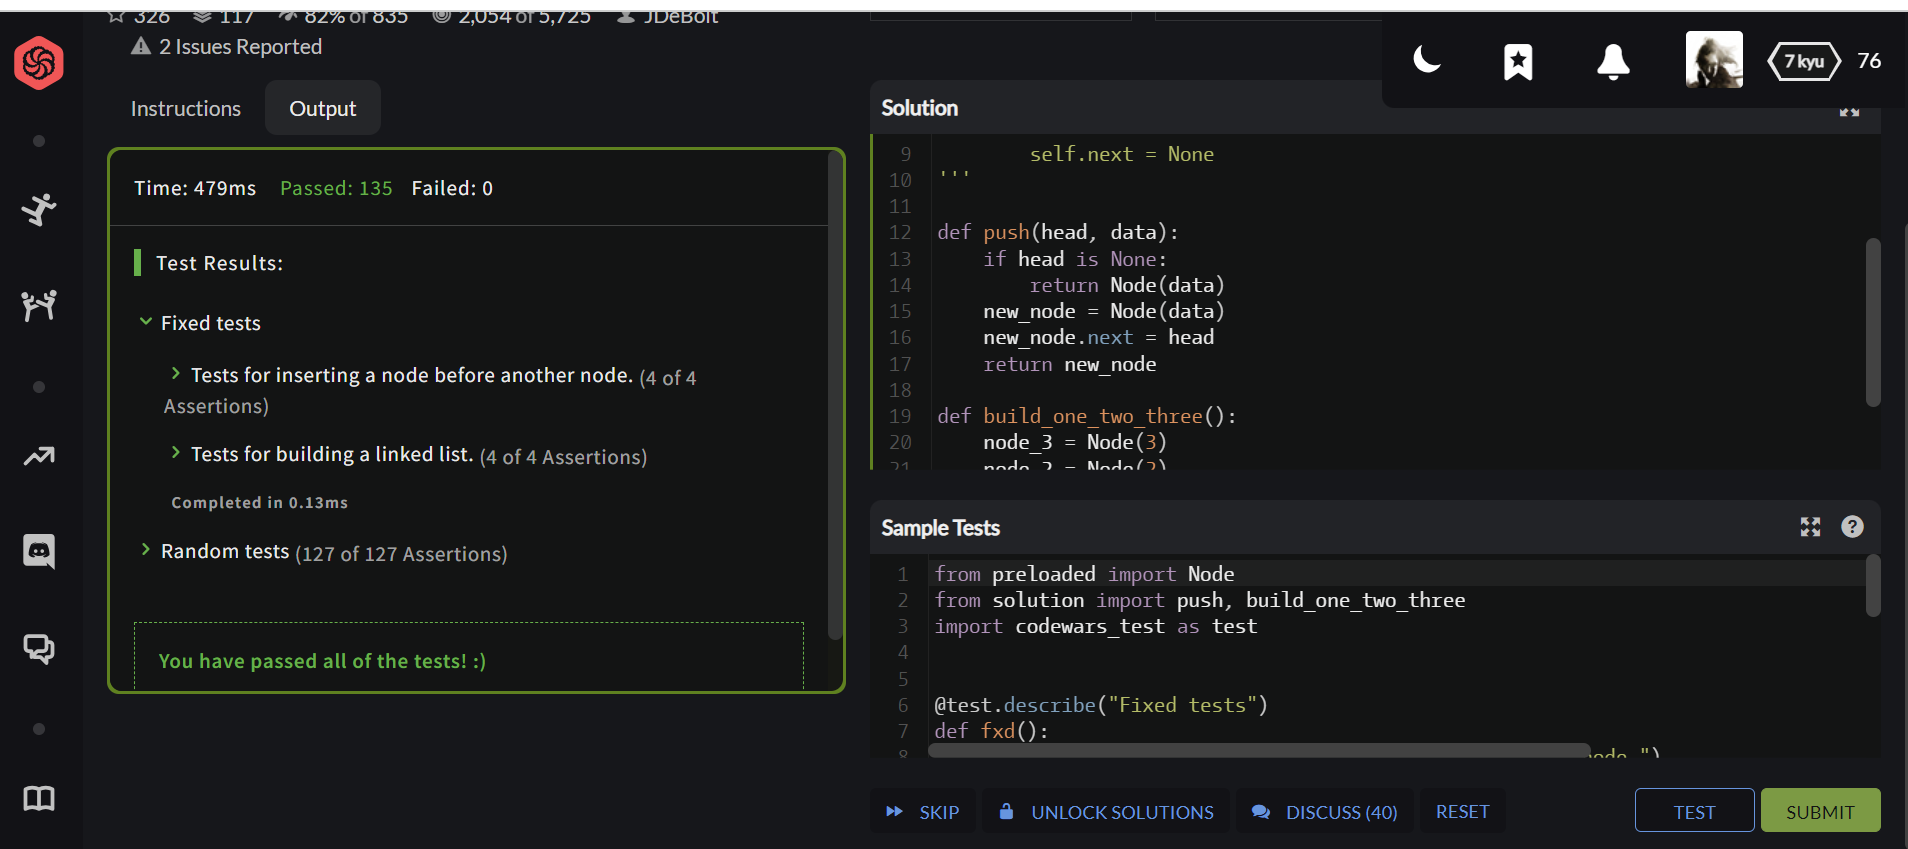 326 117 82% of 835 2,054 of 5,725 JDeBolt
2 Issues Reported
7 kyu 76
Instructions Output
Time: 479ms Passed: 135 Failed: 0
Test Results:
Fixed tests
Tests for inserting a node before another node. (4 of 4
Assertions)
Tests for building a linked list. (4 of 4 Assertions)
Completed in 0.13ms
Random tests (127 of 127 Assertions)
You have passed all of the tests! :)
Solution
9         self.next = None
10 '''
11
12 def push(head, data):
13     if head is None:
14         return Node(data)
15     new_node = Node(data)
16     new_node.next = head
17     return new_node
18
19 def build_one_two_three():
20     node_3 = Node(3)
21     node_2 = Node(2)
Sample Tests
?
1 from preloaded import Node
2 from solution import push, build_one_two_three
3 import codewars_test as test
4
5
6 @test.describe("Fixed tests")
7 def fxd():
8 node.")
SKIP UNLOCK SOLUTIONS DISCUSS (40) RESET TEST SUBMIT